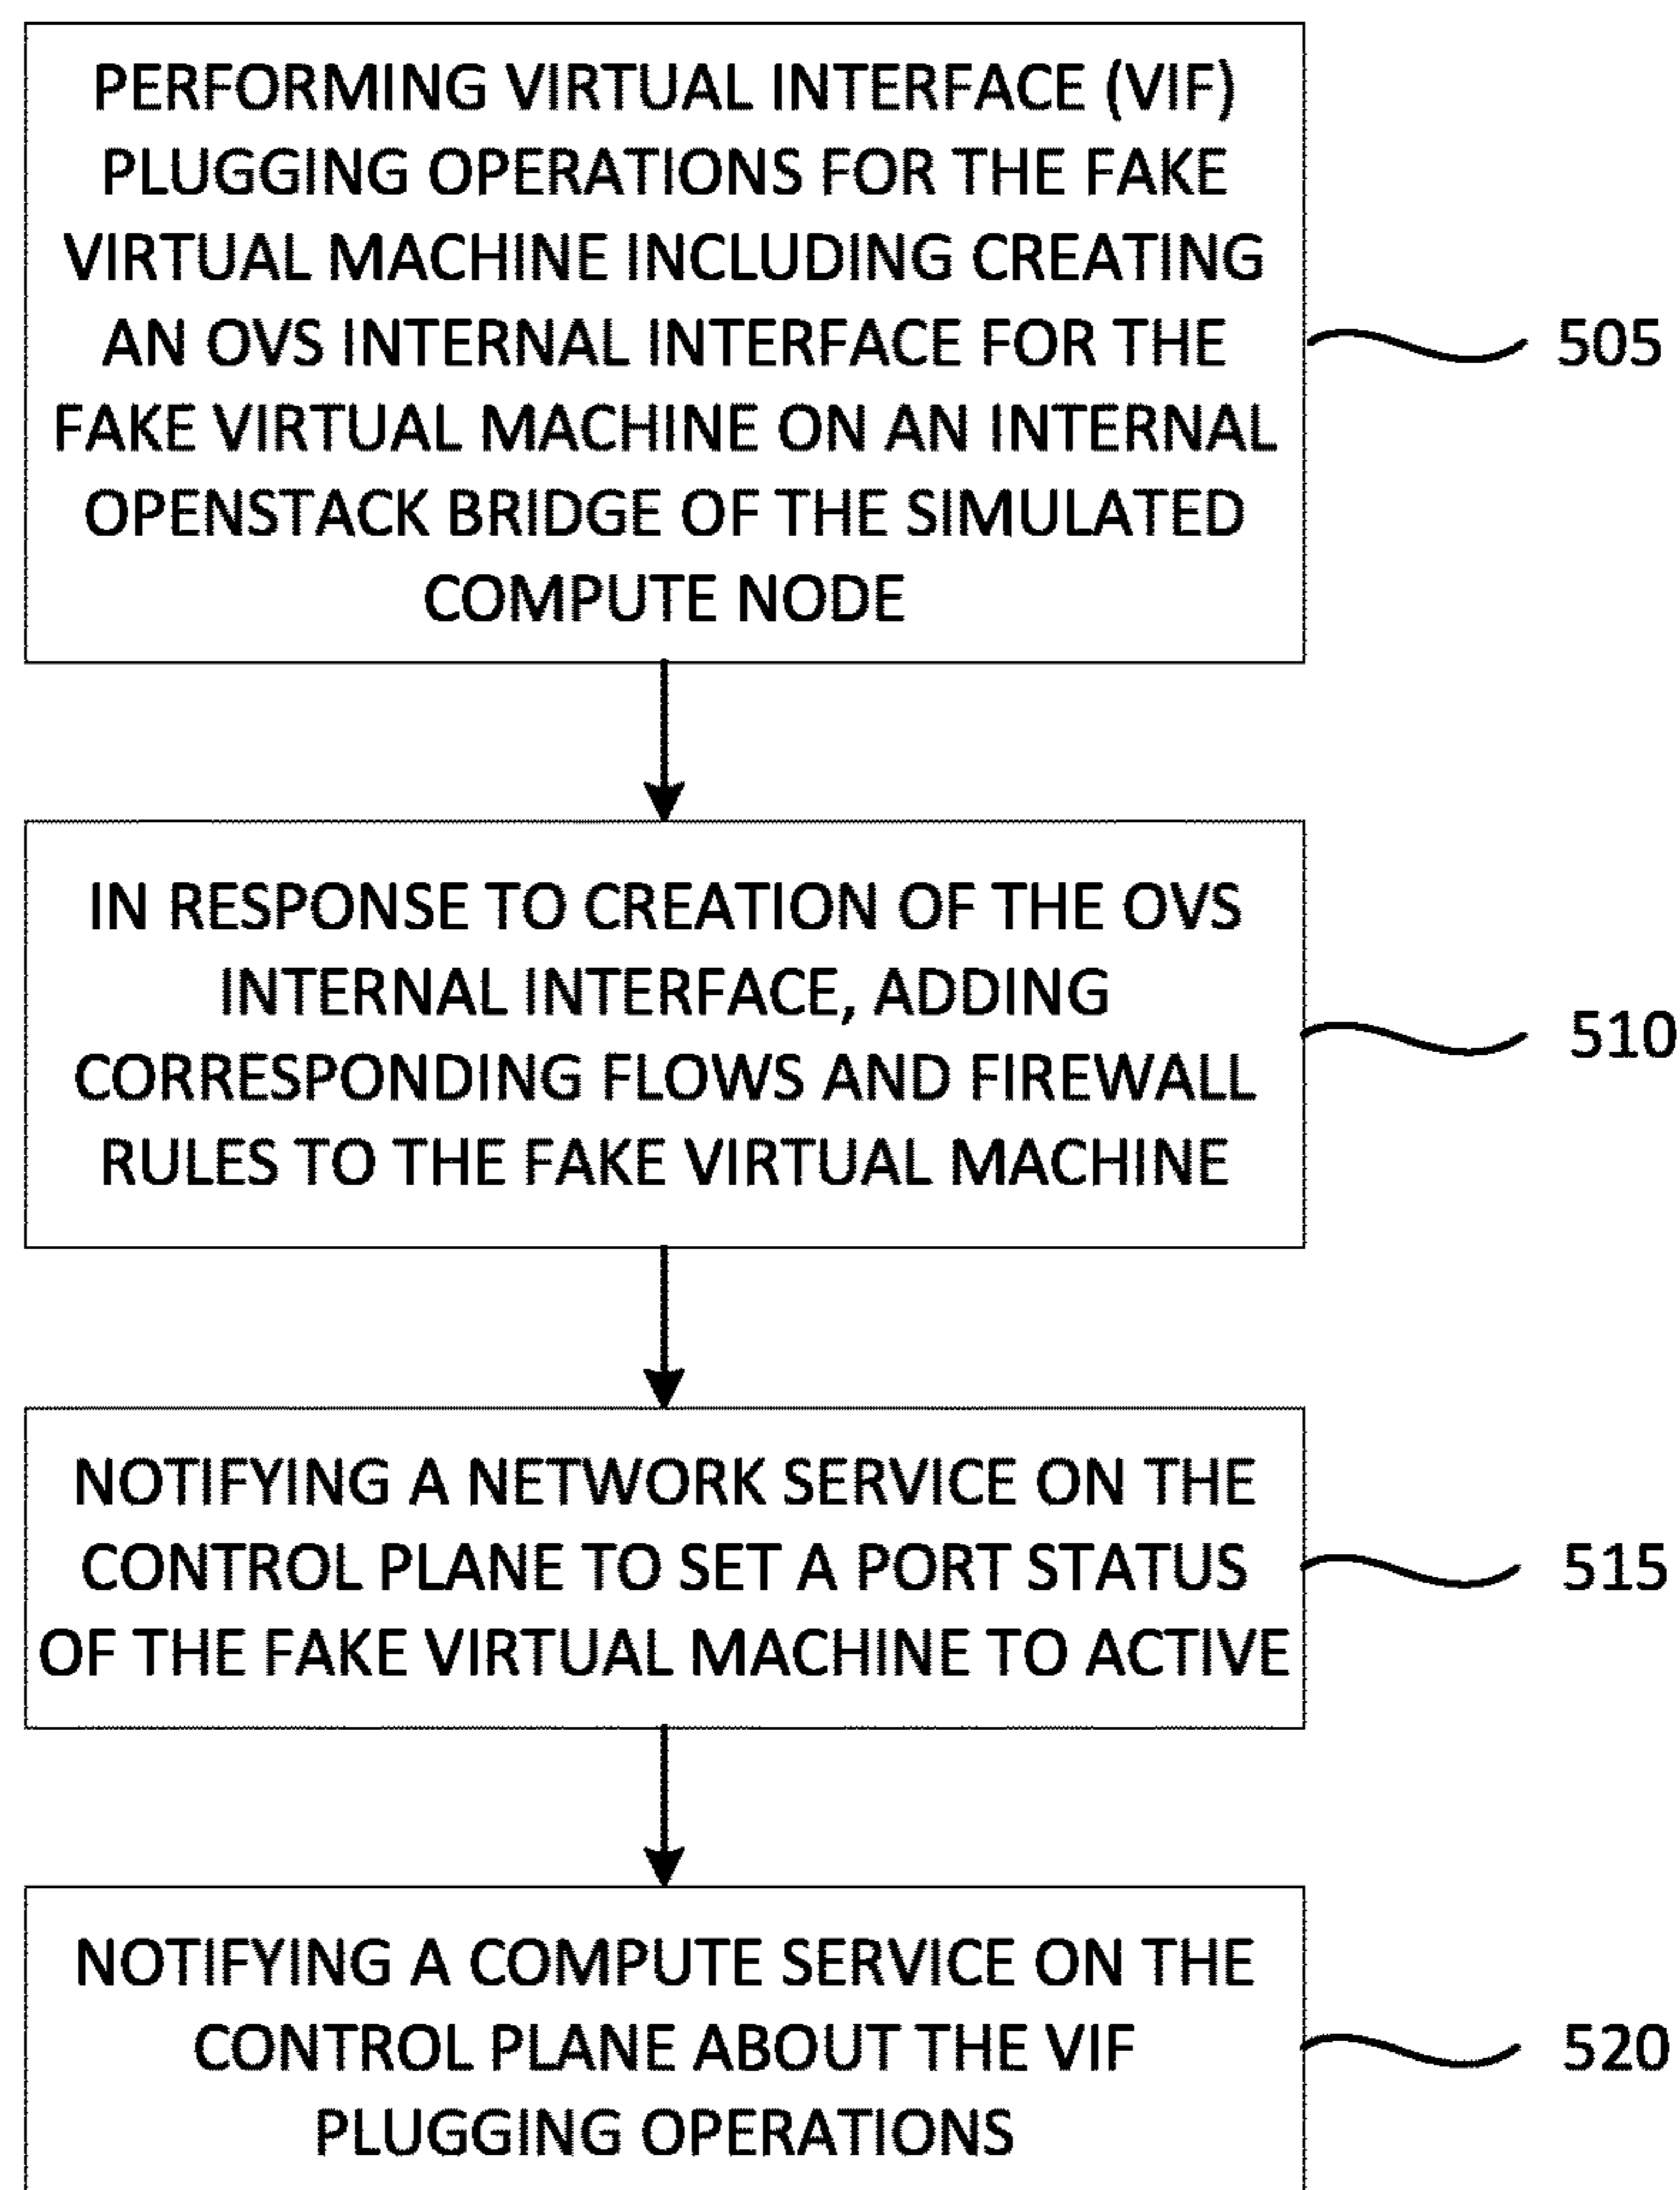 PERFORMING VIRTUAL INTERFACE (VIF)
PLUGGING OPERATIONS FOR THE FAKE
VIRTUAL MACHINE INCLUDING CREATING
AN OVS INTERNAL INTERFACE FOR THE
FAKE VIRTUAL MACHINE ON AN INTERNAL
OPENSTACK BRIDGE OF THE SIMULATED
COMPUTE NODE
505
IN RESPONSE TO CREATION OF THE OVS
INTERNAL INTERFACE, ADDING
CORRESPONDING FLOWS AND FIREWALL
RULES TO THE FAKE VIRTUAL MACHINE
510
NOTIFYING A NETWORK SERVICE ON THE
CONTROL PLANE TO SET A PORT STATUS
OF THE FAKE VIRTUAL MACHINE TO ACTIVE
515
NOTIFYING A COMPUTE SERVICE ON THE
CONTROL PLANE ABOUT THE VIF
PLUGGING OPERATIONS
520